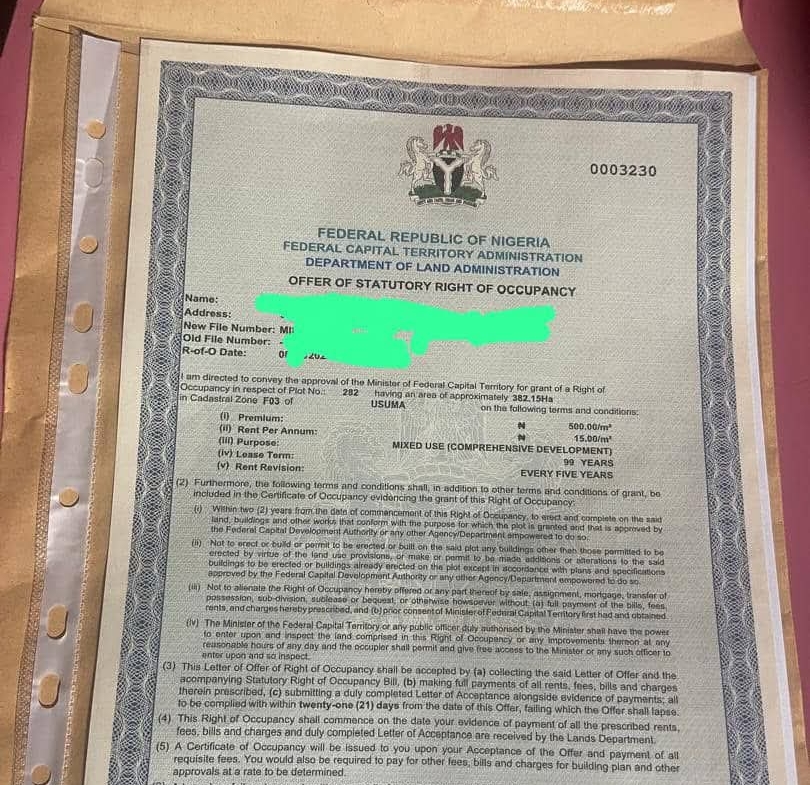 0003230
FEDERAL REPUBLIC OF NIGERIA
FEDERAL CAPITAL TERRITORY ADMINISTRATION
DEPARTMENT OF LAND ADMINISTRATION
OFFER OF STATUTORY RIGHT OF OCCUPANCY
Name:
Address:
New File Number:
Old File Number:
R-of-O Date:
I am directed to convey the approval of the Minister of Federal Capital Territory for grant of a Right of
Occupancy in respect of Plot No.: 282 having an area of approximately 382.15Ha
in Cadastral Zone F03 of USUMA on the following terms and conditions:
(i) Premium: ₦ 500.00/m²
(ii) Rent Per Annum: ₦ 15.00/m²
(iii) Purpose: MIXED USE (COMPREHENSIVE DEVELOPMENT)
(iv) Lease Term: 99 YEARS
(v) Rent Revision: EVERY FIVE YEARS
(2) Furthermore, the following terms and conditions shall, in addition to other terms and conditions of grant, be
included in the Certificate of Occupancy evidencing the grant of this Right of Occupancy:
(i) Within two (2) years from the date of commencement of this Right of Occupancy, to erect and complete on the said
land, buildings and other works that conform with the purpose for which the plot is granted and that is approved by
the Federal Capital Development Authority or any other Agency/Department empowered to do so.
(ii) Not to erect or build or permit to be erected or built on the said plot any buildings other than those permitted to be
erected by virtue of the land use provisions, or make or permit to be made additions or alterations to the said
buildings to be erected or buildings already erected on the plot except in accordance with plans and specifications
approved by the Federal Capital Development Authority or any other Agency/Department empowered to do so.
(iii) Not to alienate the Right of Occupancy hereby offered or any part thereof by sale, assignment, mortgage, transfer of
possession, sub-division, sublease or bequest, or otherwise howsoever without: (a) full payment of the bills, fees,
rents, and charges hereby prescribed, and (b) prior consent of Minister of Federal Capital Territory first had and obtained.
(iv) The Minister of the Federal Capital Territory or any public officer duly authorised by the Minister shall have the power
to enter upon and inspect the land comprised in this Right of Occupancy or any improvements thereon at any
reasonable hours of any day and the occupier shall permit and give free access to the Minister or any such officer to
enter upon and so inspect.
(3) This Letter of Offer of Right of Occupancy shall be accepted by (a) collecting the said Letter of Offer and the
acompanying Statutory Right of Occupancy Bill, (b) making full payments of all rents, fees, bills and charges
therein prescribed, (c) submitting a duly completed Letter of Acceptance alongside evidence of payments; all
to be complied with within twenty-one (21) days from the date of this Offer, failing which the Offer shall lapse.
(4) This Right of Occupancy shall commence on the date your evidence of payment of all the prescribed rents,
fees, bills and charges and duly completed Letter of Acceptance are received by the Lands Department.
(5) A Certificate of Occupancy will be issued to you upon your Acceptance of the Offer and payment of all
requisite fees. You would also be required to pay for other fees, bills and charges for building plan and other
approvals at a rate to be determined.